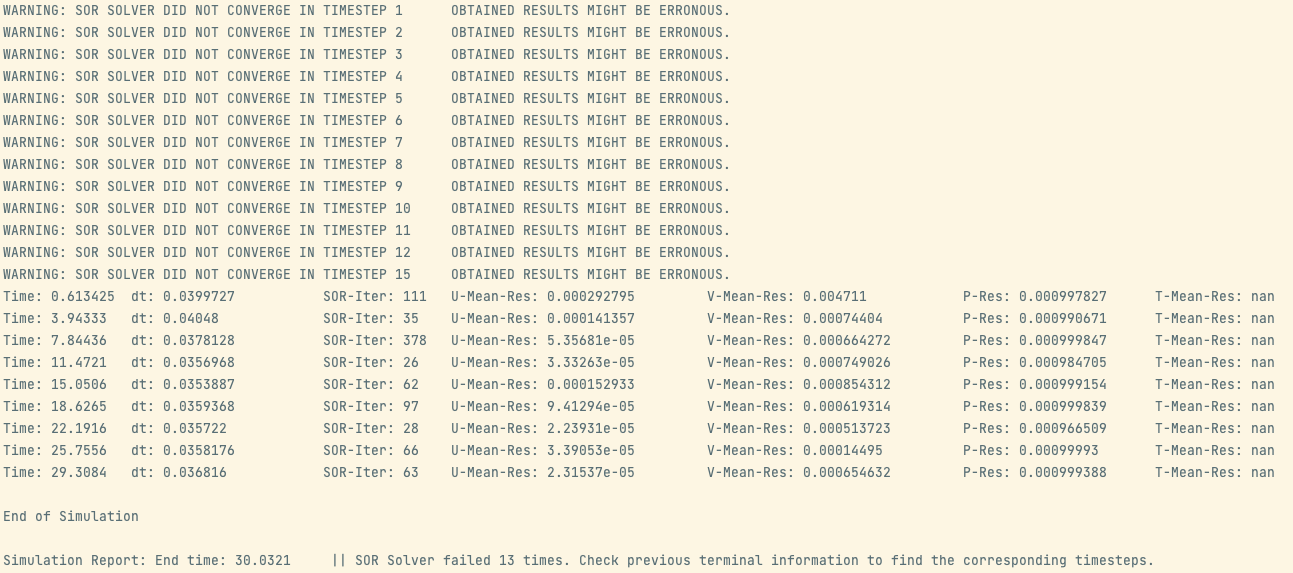 WARNING: SOR SOLVER DID NOT CONVERGE IN TIMESTEP 1 OBTAINED RESULTS MIGHT BE ERRONOUS.
WARNING: SOR SOLVER DID NOT CONVERGE IN TIMESTEP 2 OBTAINED RESULTS MIGHT BE ERRONOUS.
WARNING: SOR SOLVER DID NOT CONVERGE IN TIMESTEP 3 OBTAINED RESULTS MIGHT BE ERRONOUS.
WARNING: SOR SOLVER DID NOT CONVERGE IN TIMESTEP 4 OBTAINED RESULTS MIGHT BE ERRONOUS.
WARNING: SOR SOLVER DID NOT CONVERGE IN TIMESTEP 5 OBTAINED RESULTS MIGHT BE ERRONOUS.
WARNING: SOR SOLVER DID NOT CONVERGE IN TIMESTEP 6 OBTAINED RESULTS MIGHT BE ERRONOUS.
WARNING: SOR SOLVER DID NOT CONVERGE IN TIMESTEP 7 OBTAINED RESULTS MIGHT BE ERRONOUS.
WARNING: SOR SOLVER DID NOT CONVERGE IN TIMESTEP 8 OBTAINED RESULTS MIGHT BE ERRONOUS.
WARNING: SOR SOLVER DID NOT CONVERGE IN TIMESTEP 9 OBTAINED RESULTS MIGHT BE ERRONOUS.
WARNING: SOR SOLVER DID NOT CONVERGE IN TIMESTEP 10 OBTAINED RESULTS MIGHT BE ERRONOUS.
WARNING: SOR SOLVER DID NOT CONVERGE IN TIMESTEP 11 OBTAINED RESULTS MIGHT BE ERRONOUS.
WARNING: SOR SOLVER DID NOT CONVERGE IN TIMESTEP 12 OBTAINED RESULTS MIGHT BE ERRONOUS.
WARNING: SOR SOLVER DID NOT CONVERGE IN TIMESTEP 15 OBTAINED RESULTS MIGHT BE ERRONOUS.
Time: 0.613425 dt: 0.0399727 SOR-Iter: 111 U-Mean-Res: 0.000292795 V-Mean-Res: 0.004711 P-Res: 0.000997827 T-Mean-Res: nan
Time: 3.94333 dt: 0.04048 SOR-Iter: 35 U-Mean-Res: 0.000141357 V-Mean-Res: 0.00074404 P-Res: 0.000990671 T-Mean-Res: nan
Time: 7.84436 dt: 0.0378128 SOR-Iter: 378 U-Mean-Res: 5.35681e-05 V-Mean-Res: 0.000664272 P-Res: 0.000999847 T-Mean-Res: nan
Time: 11.4721 dt: 0.0356968 SOR-Iter: 26 U-Mean-Res: 3.33263e-05 V-Mean-Res: 0.000749026 P-Res: 0.000984705 T-Mean-Res: nan
Time: 15.0506 dt: 0.0353887 SOR-Iter: 62 U-Mean-Res: 0.000152933 V-Mean-Res: 0.000854312 P-Res: 0.000999154 T-Mean-Res: nan
Time: 18.6265 dt: 0.0359368 SOR-Iter: 97 U-Mean-Res: 9.41294e-05 V-Mean-Res: 0.000619314 P-Res: 0.000999839 T-Mean-Res: nan
Time: 22.1916 dt: 0.035722 SOR-Iter: 28 U-Mean-Res: 2.23931e-05 V-Mean-Res: 0.000513723 P-Res: 0.000966509 T-Mean-Res: nan
Time: 25.7556 dt: 0.0358176 SOR-Iter: 66 U-Mean-Res: 3.39053e-05 V-Mean-Res: 0.00014495 P-Res: 0.00099993 T-Mean-Res: nan
Time: 29.3084 dt: 0.036816 SOR-Iter: 63 U-Mean-Res: 2.31537e-05 V-Mean-Res: 0.000654632 P-Res: 0.000999388 T-Mean-Res: nan
End of Simulation
Simulation Report: End time: 30.0321 || SOR Solver failed 13 times. Check previous terminal information to find the corresponding timesteps.